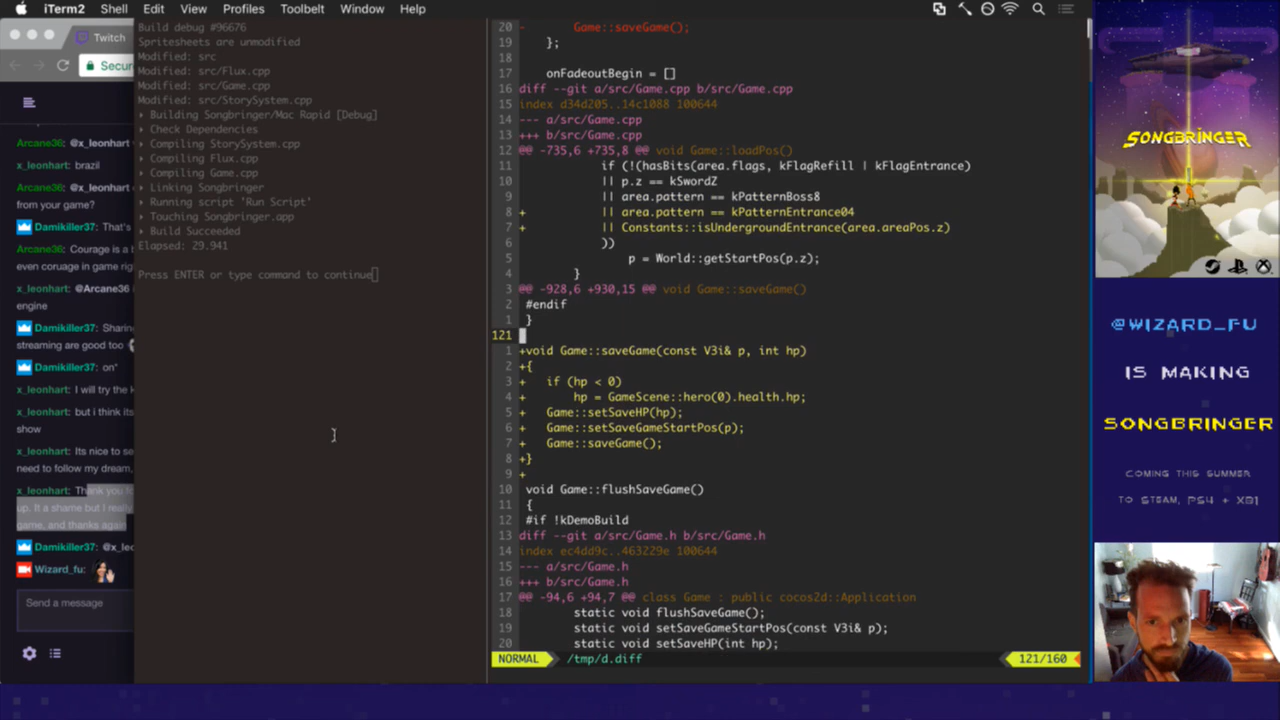 iTerm2 Shell Edit View Profiles Toolbelt Window Help
Twitch
Secure
Arcane36: @x_leonhart
x_leonhart: brazil
Arcane36: @x_leonhart
from your game?
Damikiller37: That's
Arcane36: Courage is a
even coruage in game
x_leonhart: @Arcane36
engine
Damikiller37: Sharin
streaming are good too
Damikiller37: on*
x_leonhart: I will try the
x_leonhart: but i think its
show
x_leonhart: Its nice to se
need to follow my dream,
x_leonhart: Thank you fo
up. It a shame but I really
game, and thanks again
Damikiller37: @x_leo
Wizard_fu:
Send a message
Build debug #96676
Spritesheets are unmodified
Modified: src
Modified: src/Flux.cpp
Modified: src/Game.cpp
Modified: src/StorySystem.cpp
▸ Building Songbringer/Mac Rapid [Debug]
▸ Check Dependencies
▸ Compiling StorySystem.cpp
▸ Compiling Flux.cpp
▸ Compiling Game.cpp
▸ Linking Songbringer
▸ Running script 'Run Script'
▸ Touching Songbringer.app
▸ Build Succeeded
Elapsed: 29.941
Press ENTER or type command to continue
20 - Game::saveGame();
19 };
18
17 onFadeoutBegin = []
16 diff --git a/src/Game.cpp b/src/Game.cpp
15 index d34d205..14c1088 100644
14 --- a/src/Game.cpp
13 +++ b/src/Game.cpp
12 @@ -735,6 +735,8 @@ void Game::loadPos()
11 if (!(hasBits(area.flags, kFlagRefill | kFlagEntrance)
10 || p.z == kSwordZ
9 || area.pattern == kPatternBoss8
8 + || area.pattern == kPatternEntrance04
7 + || Constants::isUndergroundEntrance(area.areaPos.z)
6 ))
5 p = World::getStartPos(p.z);
4 }
3 @@ -928,6 +930,15 @@ void Game::saveGame()
2 #endif
1 }
121
1 +void Game::saveGame(const V3i& p, int hp)
2 +{
3 + if (hp < 0)
4 + hp = GameScene::hero(0).health.hp;
5 + Game::setSaveHP(hp);
6 + Game::setSaveGameStartPos(p);
7 + Game::saveGame();
8 +}
9 +
10 void Game::flushSaveGame()
11 {
12 #if !kDemoBuild
13 diff --git a/src/Game.h b/src/Game.h
14 index ec4dd9c..463229e 100644
15 --- a/src/Game.h
16 +++ b/src/Game.h
17 @@ -94,6 +94,7 @@ class Game : public cocos2d::Application
18 static void flushSaveGame();
19 static void setSaveGameStartPos(const V3i& p);
20 static void setSaveHP(int hp);
NORMAL /tmp/d.diff 121/160
SONGBRINGER
@WIZARD_FU
IS MAKING
SONGBRINGER
COMING THIS SUMMER
TO STEAM, PS4 + XB1